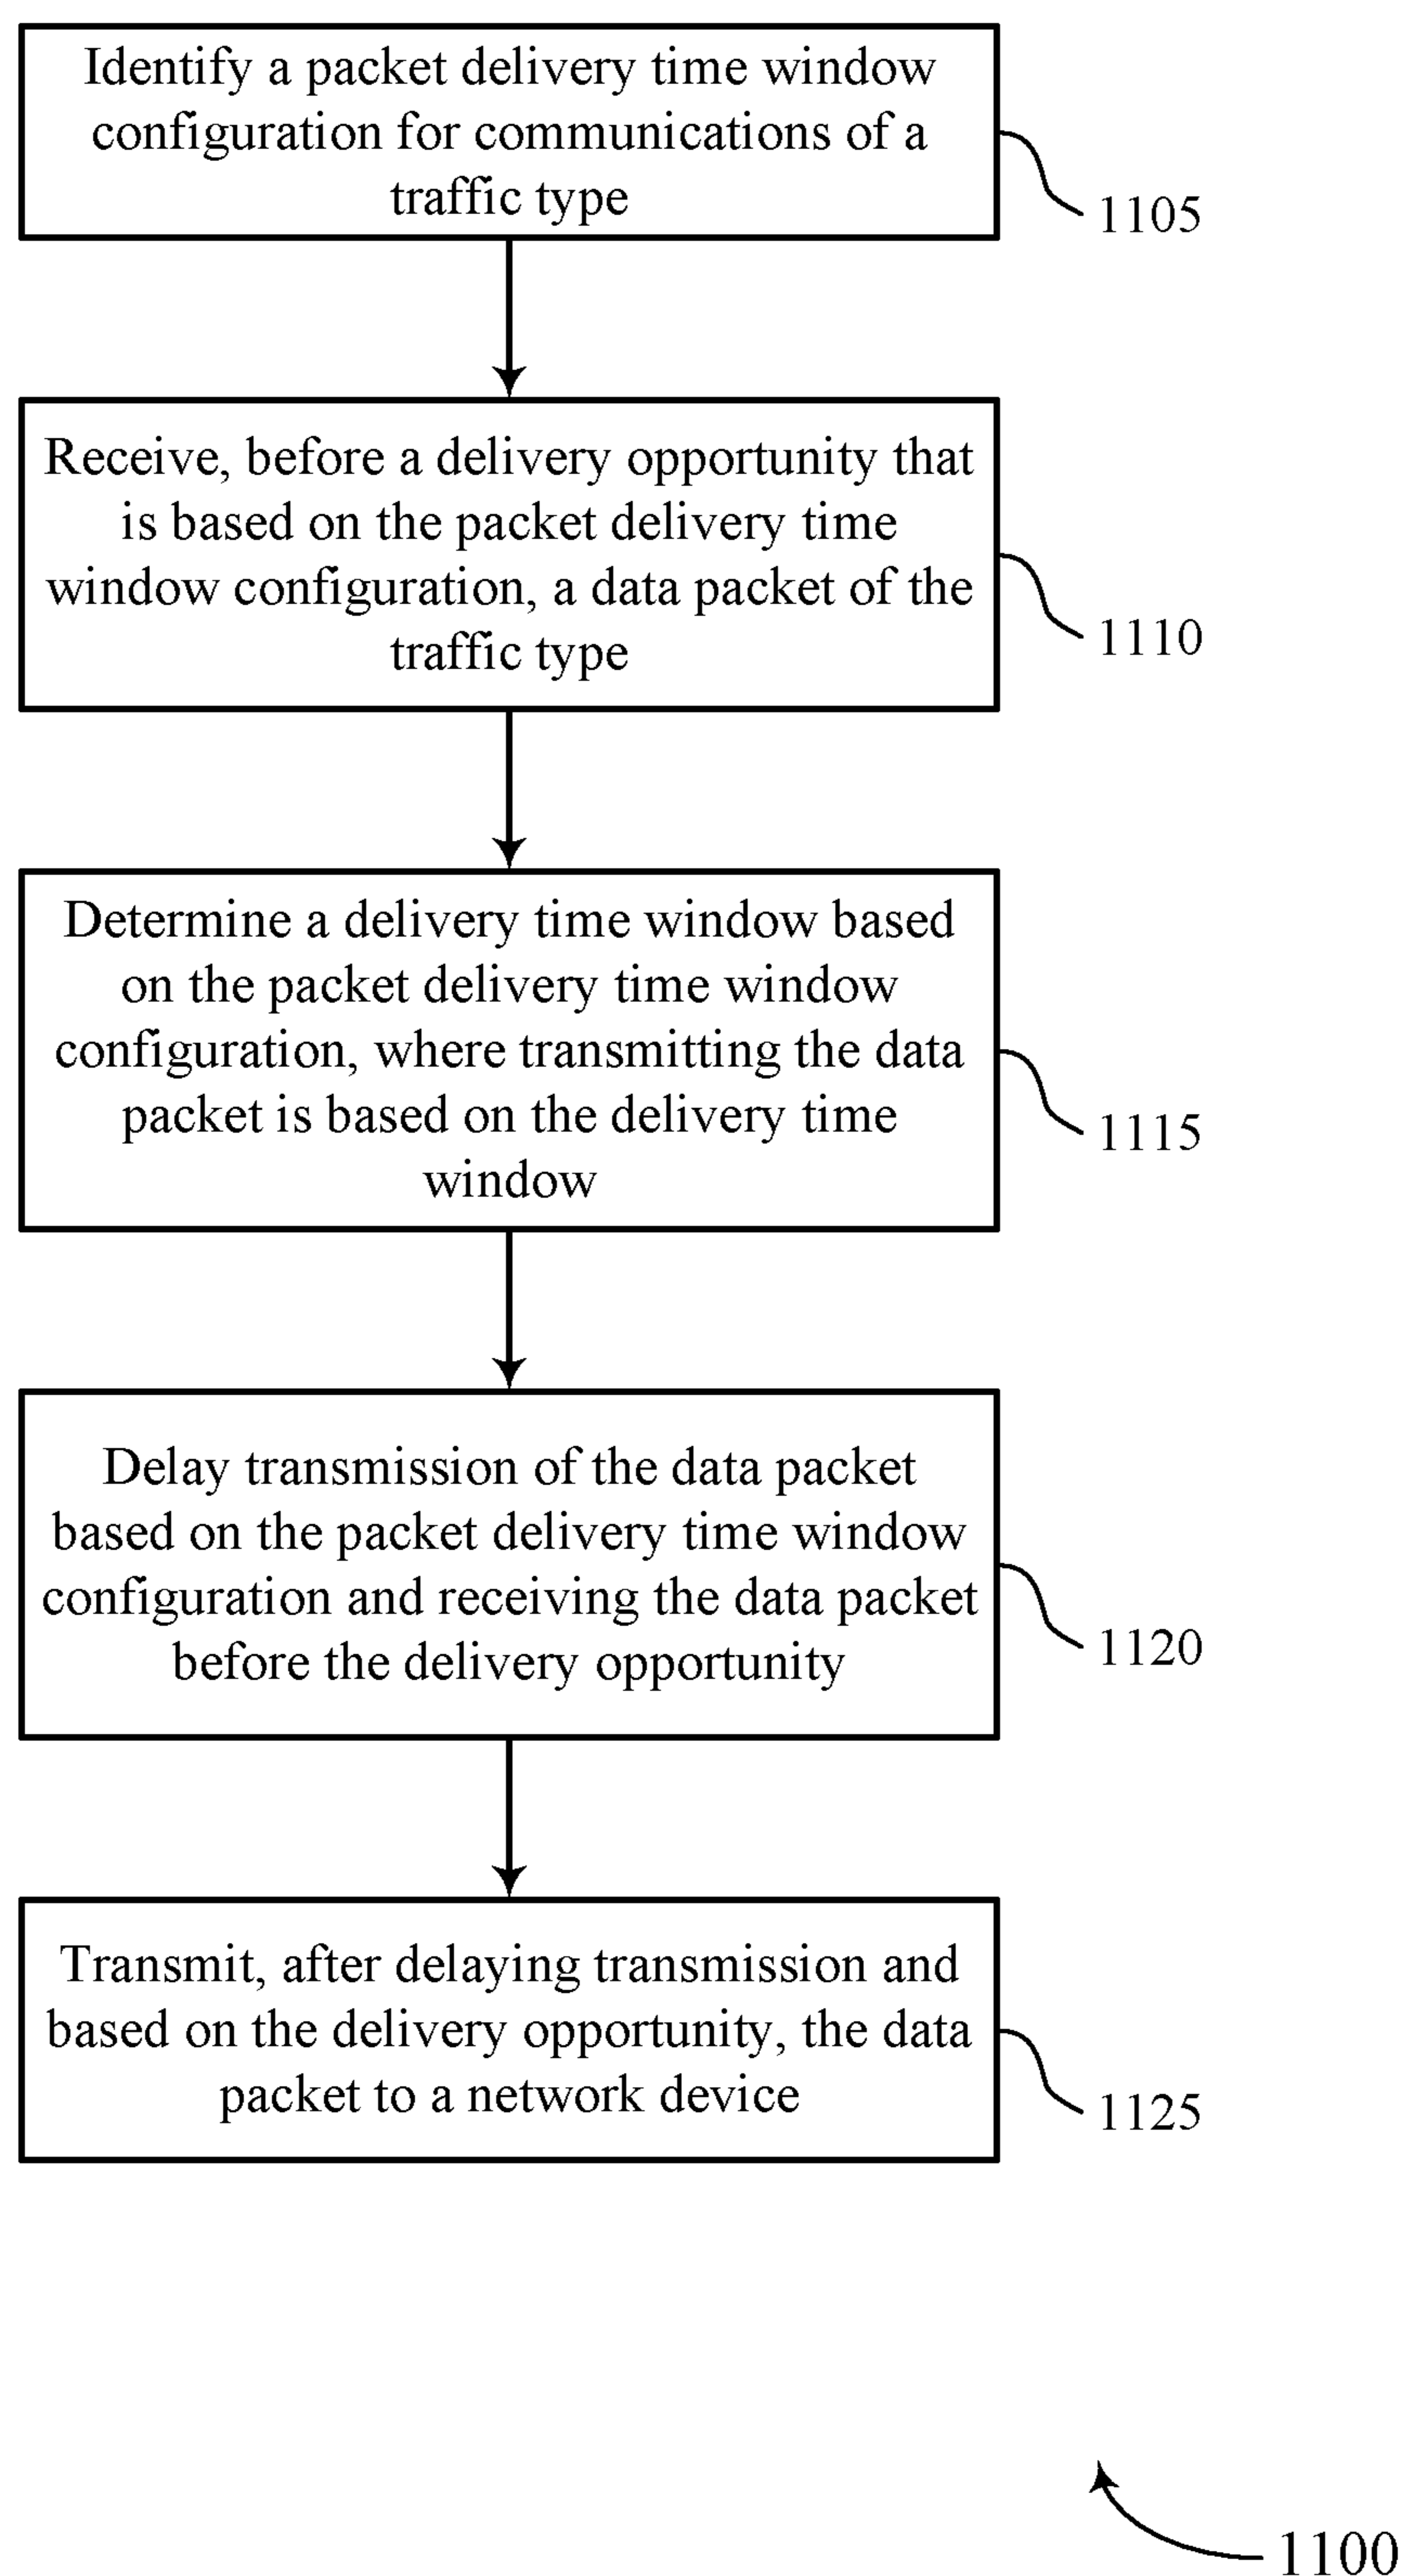 Identify a packet delivery time window
configuration for communications of a
traffic type
1105
Receive, before a delivery opportunity that
is based on the packet delivery time
window configuration, a data packet of the
traffic type
1110
Determine a delivery time window based
on the packet delivery time window
configuration, where transmitting the data
packet is based on the delivery time
window
1115
Delay transmission of the data packet
based on the packet delivery time window
configuration and receiving the data packet
before the delivery opportunity
1120
Transmit, after delaying transmission and
based on the delivery opportunity, the data
packet to a network device
1125
1100